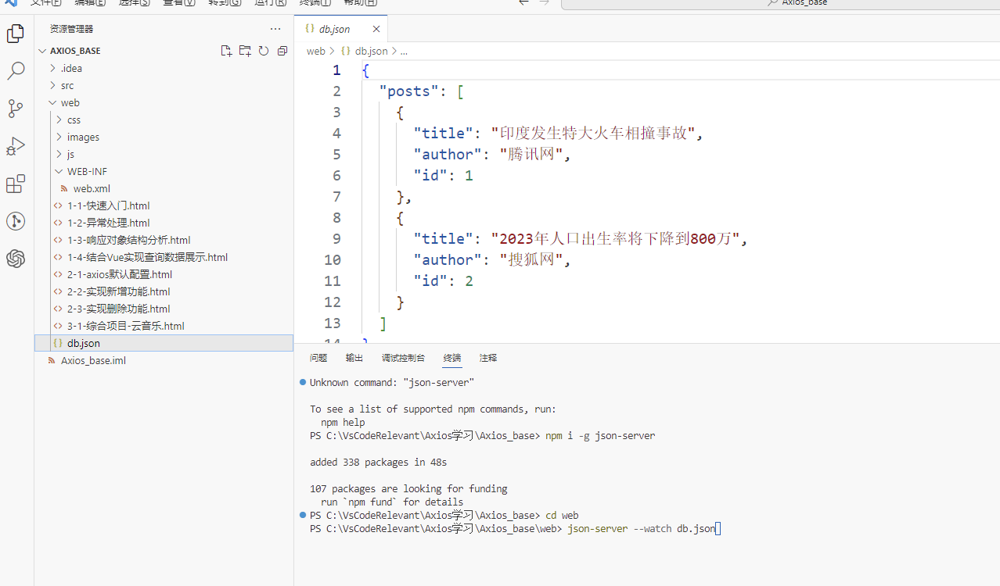 文件(F) 编辑(E) 选择(S) 查看(V) 转到(G) 运行(R) 终端(T) 帮助(H)
Axios_base
资源管理器
AXIOS_BASE
.idea
src
web
css
images
js
WEB-INF
web.xml
1-1-快速入门.html
1-2-异常处理.html
1-3-响应对象结构分析.html
1-4-结合Vue实现查询数据展示.html
2-1-axios默认配置.html
2-2-实现新增功能.html
2-3-实现删除功能.html
3-1-综合项目-云音乐.html
{} db.json
Axios_base.iml
{} db.json
web > {} db.json > ...
1 {
2 "posts": [
3 {
4 "title": "印度发生特大火车相撞事故",
5 "author": "腾讯网",
6 "id": 1
7 },
8 {
9 "title": "2023年人口出生率将下降到800万",
10 "author": "搜狐网",
11 "id": 2
12 }
13 ]
14 }
问题 输出 调试控制台 终端 注释
Unknown command: "json-server"
To see a list of supported npm commands, run:
npm help
PS C:\VsCodeRelevant\Axios学习\Axios_base> npm i -g json-server
added 338 packages in 48s
107 packages are looking for funding
run `npm fund` for details
PS C:\VsCodeRelevant\Axios学习\Axios_base> cd web
PS C:\VsCodeRelevant\Axios学习\Axios_base\web> json-server --watch db.json